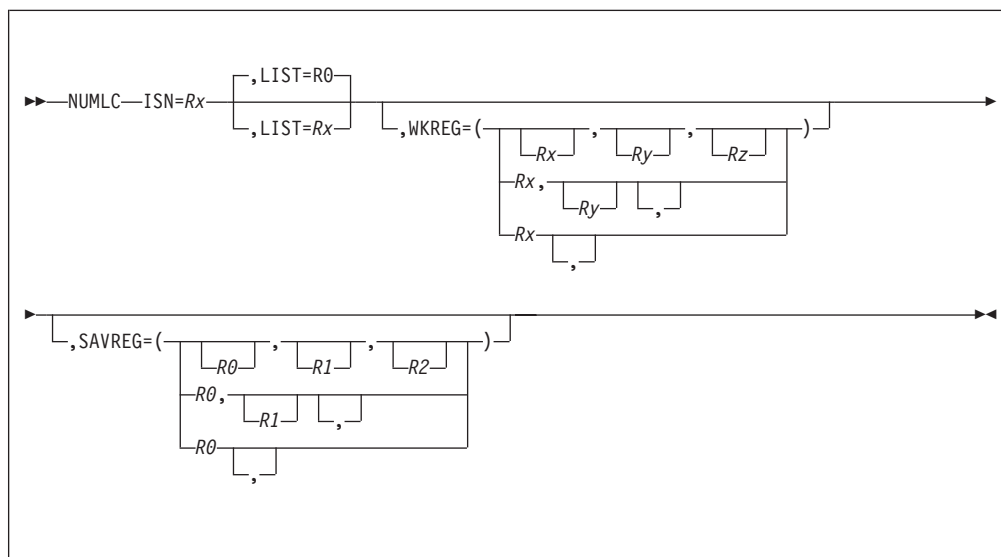 ,LIST=R0
NUMLC ISN=Rx
,LIST=Rx ,WKREG=( , , )
Rx Ry Rz
Rx,
Ry ,
Rx
,
,SAVREG=( , , )
R0 R1 R2
R0,
R1 ,
R0
,